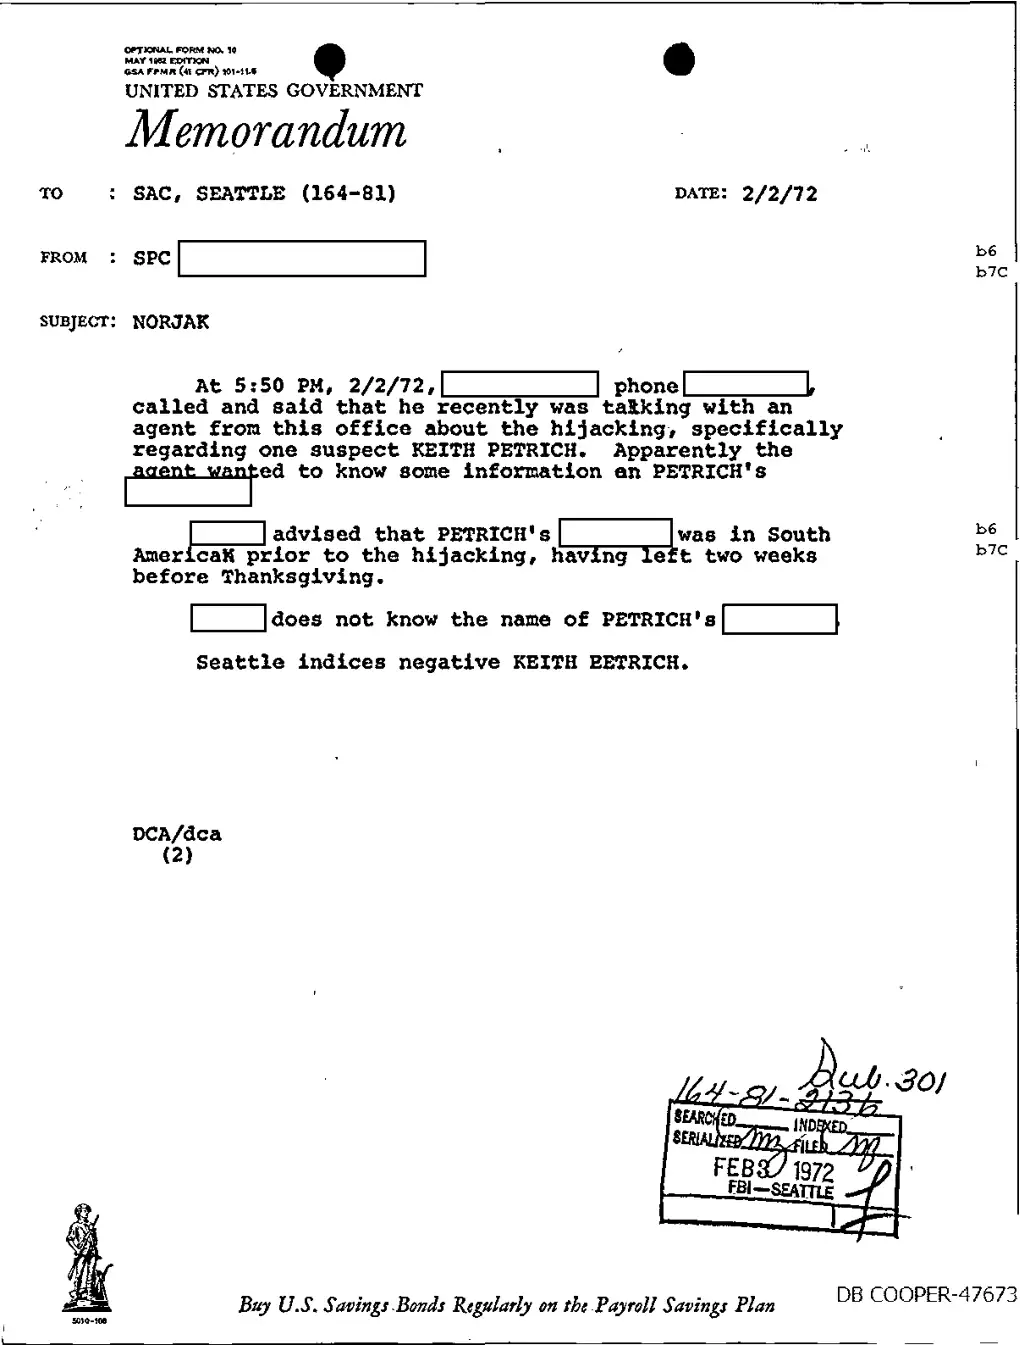 OPTIONAL FORM NO. 10
MAY 1962 EDITION
GSA FPMR (41 CFR) 101-11.6
UNITED STATES GOVERNMENT
Memorandum
TO : SAC, SEATTLE (164-81) DATE: 2/2/72
FROM : SPC
b6
b7C
SUBJECT: NORJAK
At 5:50 PM, 2/2/72, phone ,
called and said that he recently was talking with an
agent from this office about the hijacking, specifically
regarding one suspect KEITH PETRICH. Apparently the
agent wanted to know some information on PETRICH's
advised that PETRICH's was in South
b6
b7C
AmericaK prior to the hijacking, having left two weeks
before Thanksgiving.
does not know the name of PETRICH's .
Seattle indices negative KEITH EETRICH.
DCA/dca
(2)
Sub. 301
164-81-2136
SEARCHED INDEXED
SERIALIZED FILED
FEB 3 1972
FBI—SEATTLE
5010-108
Buy U.S. Savings Bonds Regularly on the Payroll Savings Plan
DB COOPER-47673